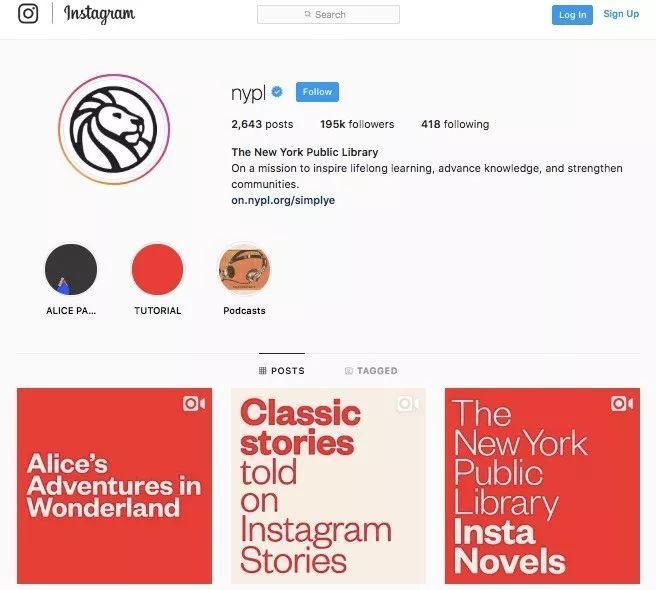 Instagram
Search
Log In
Sign Up
nypl
Follow
2,643 posts 195k followers 418 following
The New York Public Library
On a mission to inspire lifelong learning, advance knowledge, and strengthen
communities.
on.nypl.org/simplye
ALICE PA...
TUTORIAL
Podcasts
POSTS
TAGGED
Alice's
Adventures in
Wonderland
Classic
stories
told
on
Instagram
Stories
The
New York
Public
Library
Insta
Novels